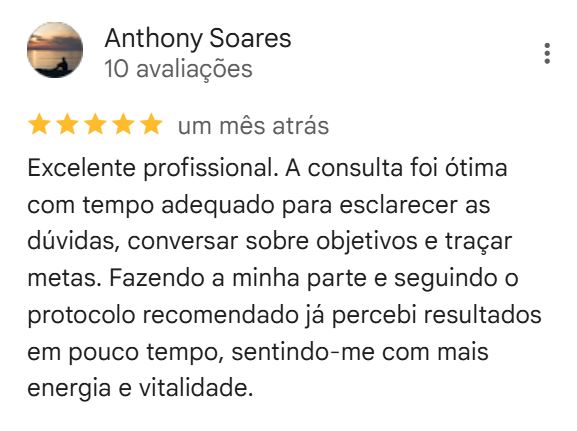 Anthony Soares
10 avaliações
um mês atrás
Excelente profissional. A consulta foi ótima
com tempo adequado para esclarecer as
dúvidas, conversar sobre objetivos e traçar
metas. Fazendo a minha parte e seguindo o
protocolo recomendado já percebi resultados
em pouco tempo, sentindo-me com mais
energia e vitalidade.